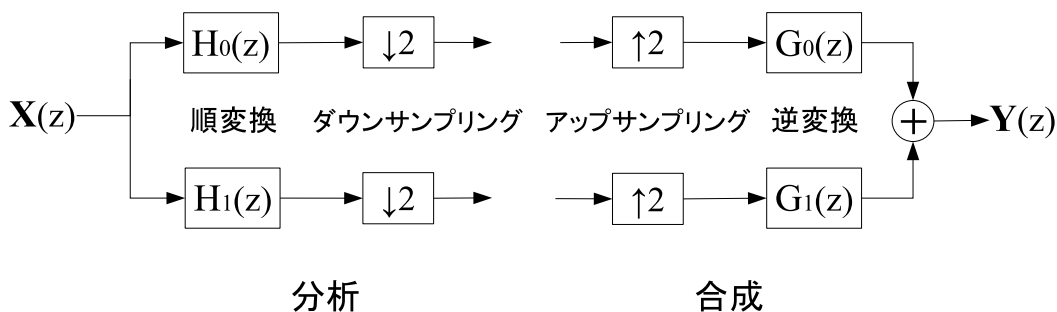 H₀(z) ↓2 ↑2 G₀(z)
X(z) 順変換 ダウンサンプリング アップサンプリング 逆変換 + Y(z)
H₁(z) ↓2 ↑2 G₁(z)
分析 合成